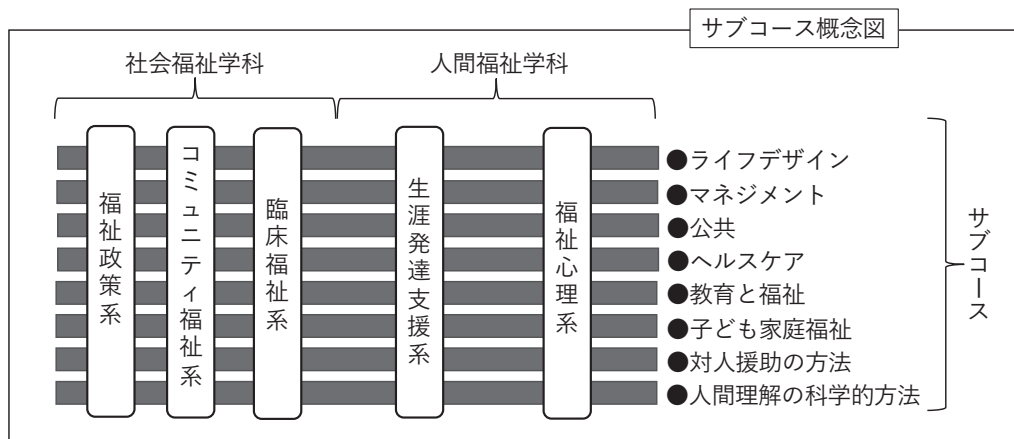 サブコース概念図
社会福祉学科
人間福祉学科
福祉政策系
コミュニティ福祉系
臨床福祉系
生涯発達支援系
福祉心理系
●ライフデザイン
●マネジメント
●公共
●ヘルスケア
●教育と福祉
●子ども家庭福祉
●対人援助の方法
●人間理解の科学的方法
サブコース